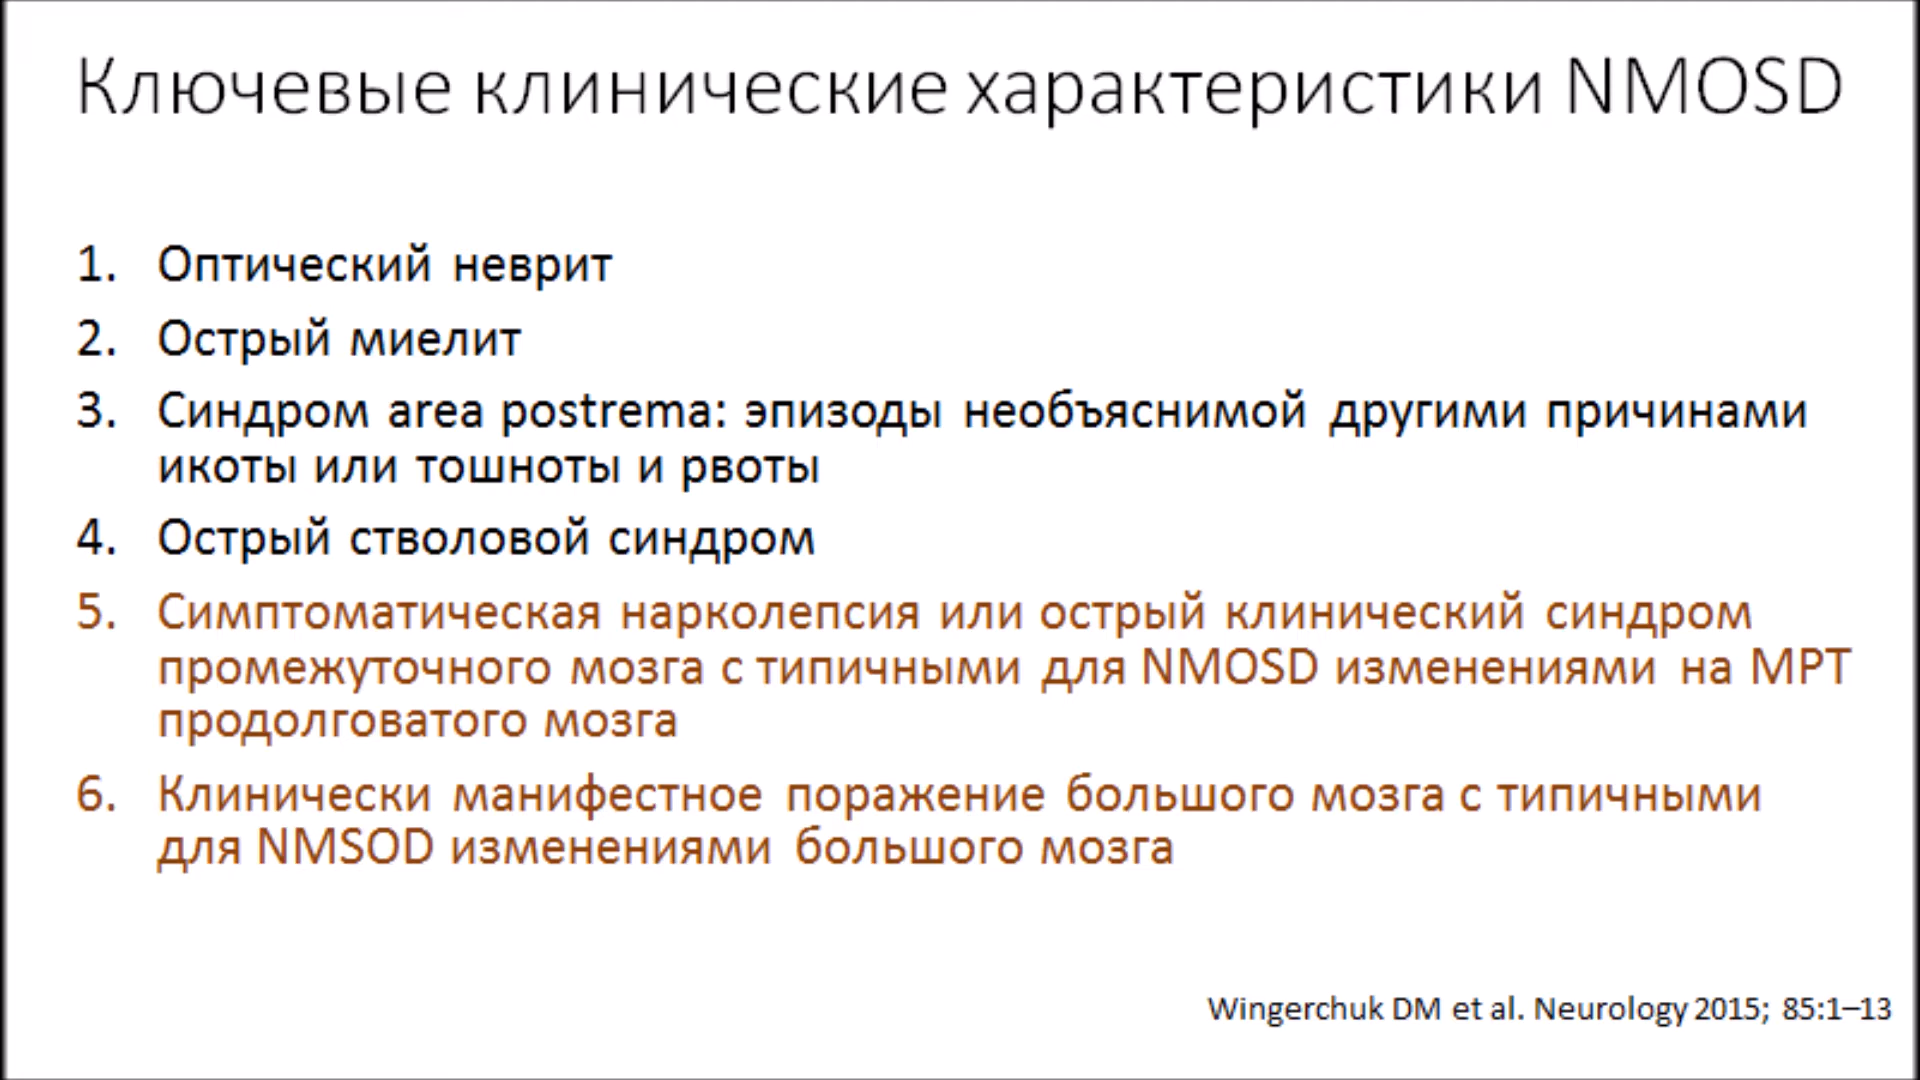 Ключевые клинические характеристики NMOSD
1. Оптический неврит
2. Острый миелит
3. Синдром area postrema: эпизоды необъяснимой другими причинами
икоты или тошноты и рвоты
4. Острый стволовой синдром
5. Симптоматическая нарколепсия или острый клинический синдром
промежуточного мозга с типичными для NMOSD изменениями на МРТ
продолговатого мозга
6. Клинически манифестное поражение большого мозга с типичными
для NMSOD изменениями большого мозга
Wingerchuk DM et al. Neurology 2015; 85:1–13